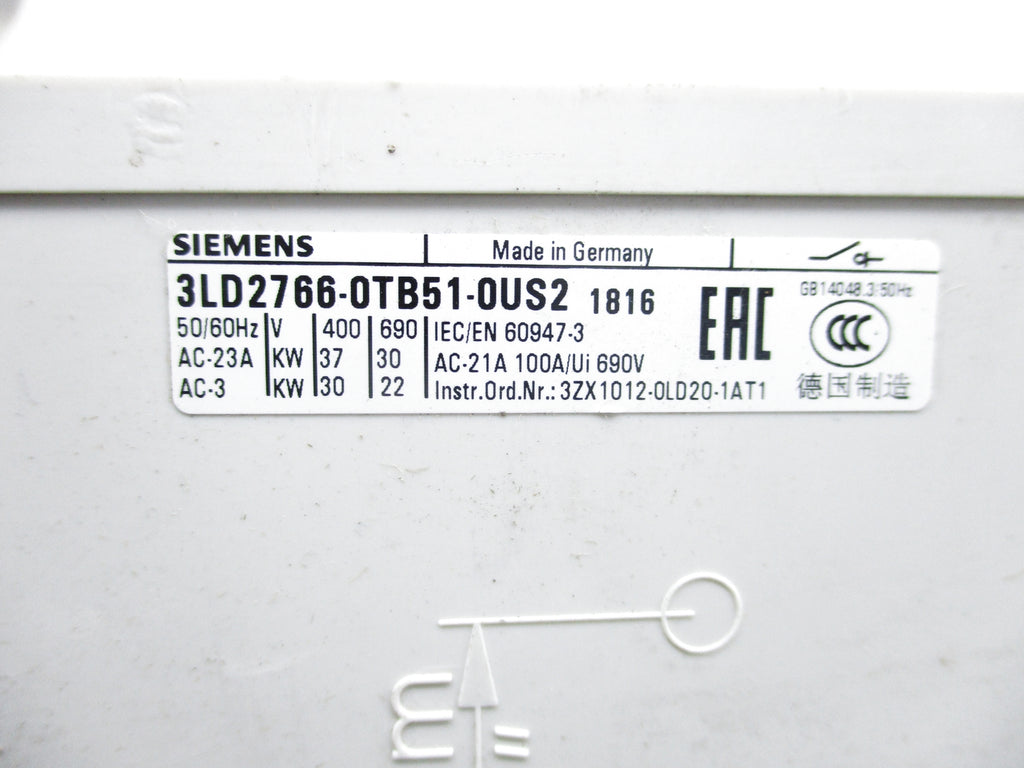 SIEMENS
Made in Germany
3LD2766-0TB51-0US2 1816
50/60Hz V 400 690
AC-23A KW 37 30
AC-3 KW 30 22
IEC/EN 60947-3
AC-21A 100A/Ui 690V
Instr.Ord.Nr.: 3ZX1012-0LD20-1AT1
EAC
GB14048.3/50Hz
CCC
德国制造